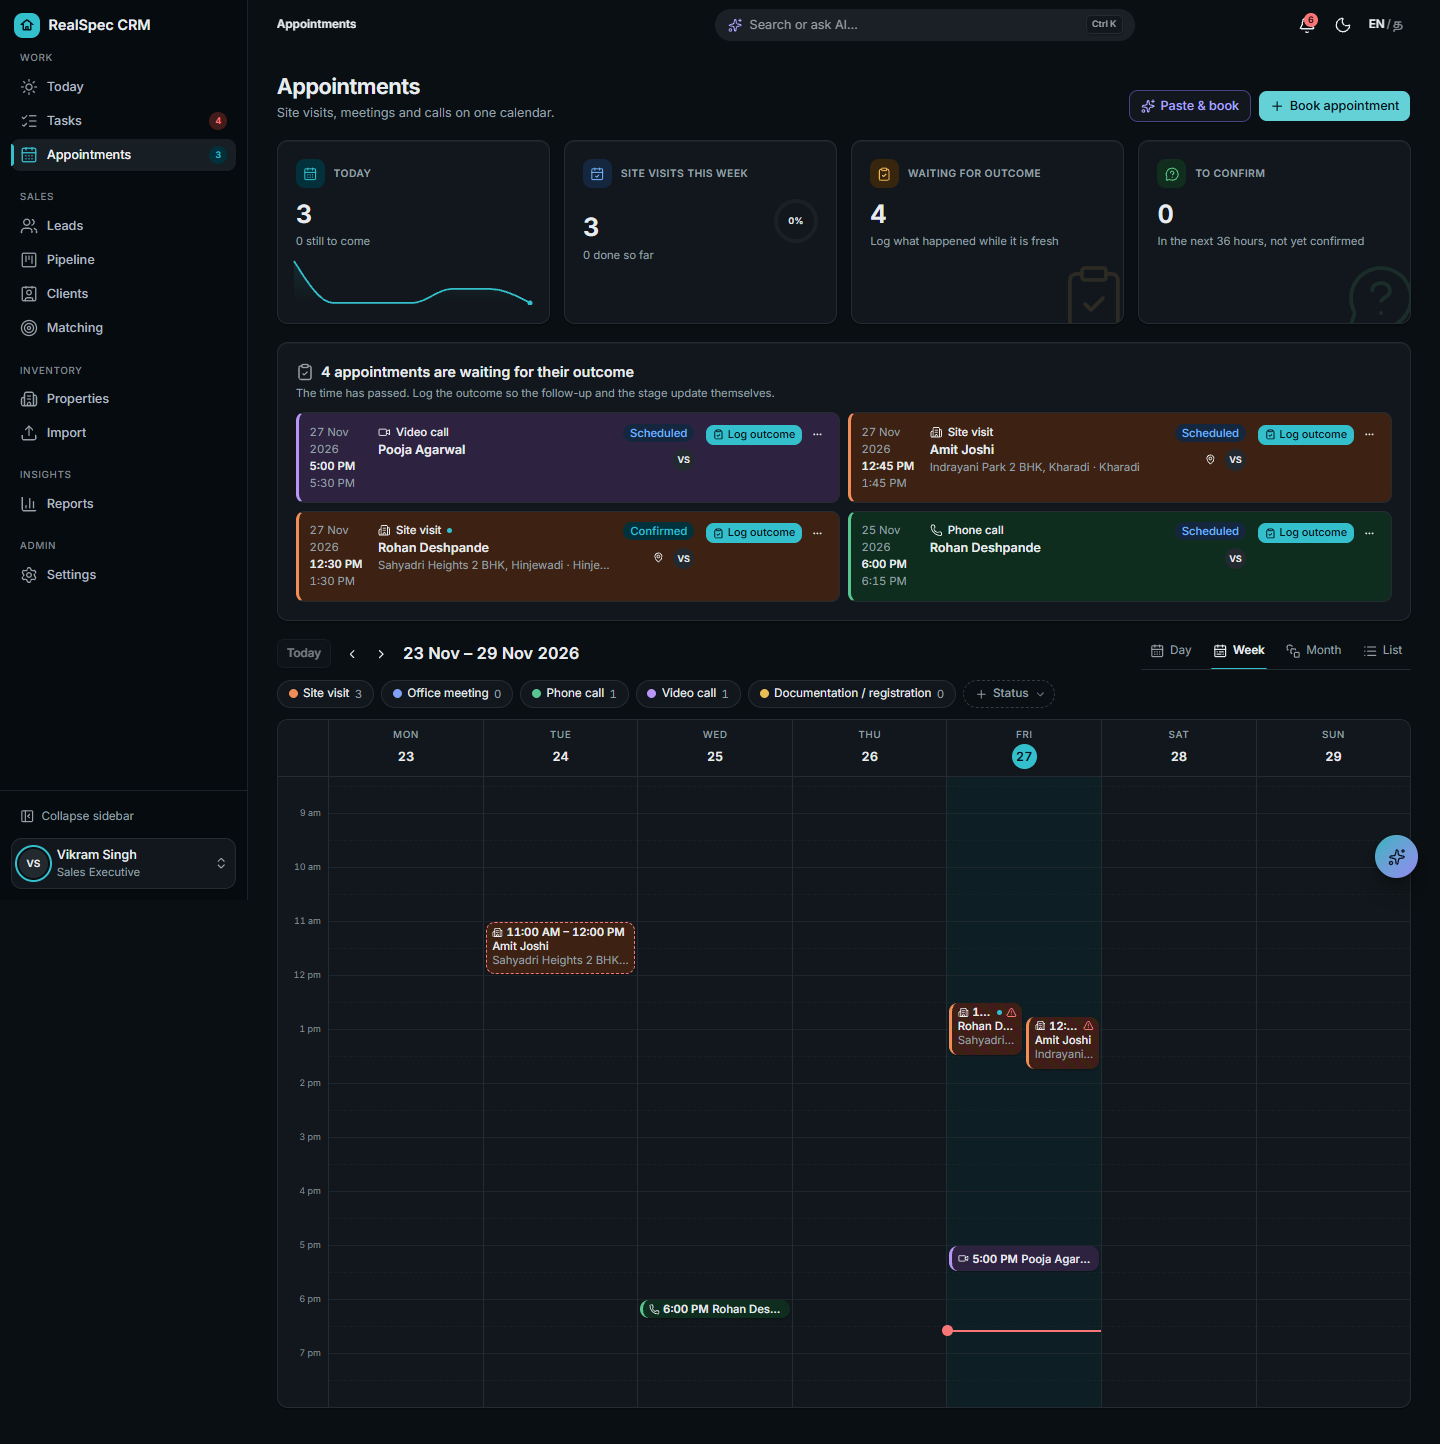 RealSpec CRM
WORK
Today
Tasks 4
Appointments 3
SALES
Leads
Pipeline
Clients
Matching
INVENTORY
Properties
Import
INSIGHTS
Reports
ADMIN
Settings
Collapse sidebar
VS
Vikram Singh
Sales Executive
Appointments
Search or ask AI... Ctrl K
6
EN / த
Appointments
Site visits, meetings and calls on one calendar.
Paste & book
Book appointment
TODAY
3
0 still to come
SITE VISITS THIS WEEK
3
0%
0 done so far
WAITING FOR OUTCOME
4
Log what happened while it is fresh
TO CONFIRM
0
In the next 36 hours, not yet confirmed
4 appointments are waiting for their outcome
The time has passed. Log the outcome so the follow-up and the stage update themselves.
27 Nov
2026
5:00 PM
5:30 PM
Video call
Pooja Agarwal
Scheduled
VS
Log outcome
27 Nov
2026
12:45 PM
1:45 PM
Site visit
Amit Joshi
Indrayani Park 2 BHK, Kharadi · Kharadi
Scheduled
VS
Log outcome
27 Nov
2026
12:30 PM
1:30 PM
Site visit
Rohan Deshpande
Sahyadri Heights 2 BHK, Hinjewadi · Hinje...
Confirmed
VS
Log outcome
25 Nov
2026
6:00 PM
6:15 PM
Phone call
Rohan Deshpande
Scheduled
VS
Log outcome
Today
23 Nov – 29 Nov 2026
Day
Week
Month
List
Site visit 3
Office meeting 0
Phone call 1
Video call 1
Documentation / registration 0
Status
MON
23
TUE
24
WED
25
THU
26
FRI
27
SAT
28
SUN
29
9 am
10 am
11 am
11:00 AM – 12:00 PM
Amit Joshi
Sahyadri Heights 2 BHK...
12 pm
1...
Rohan D...
Sahyadri...
12:...
Amit Joshi
Indrayani...
1 pm
2 pm
3 pm
4 pm
5 pm
5:00 PM Pooja Agar...
6 pm
6:00 PM Rohan Des...
7 pm